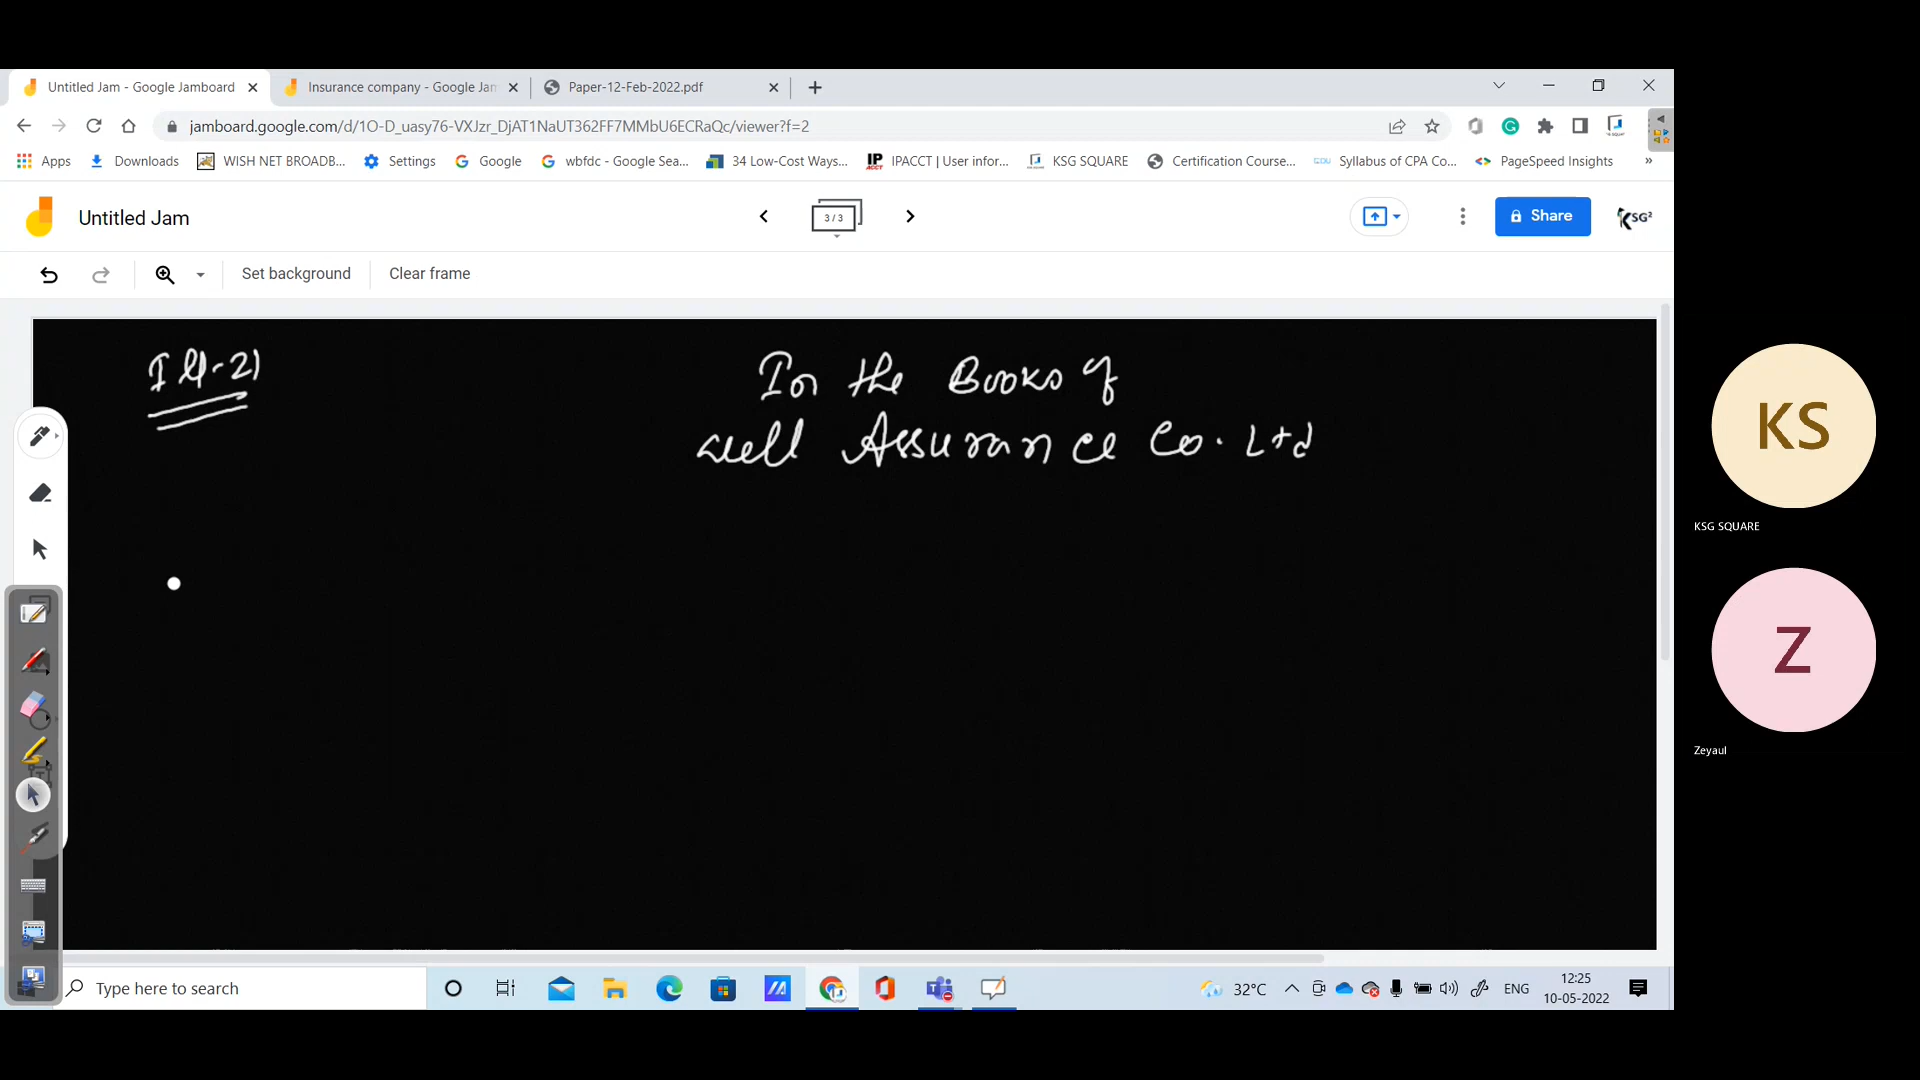 Untitled Jam - Google Jamboard
Insurance company - Google Jam
Paper-12-Feb-2022.pdf
jamboard.google.com/d/1O-D_uasy76-VXJzr_DjAT1NaUT362FF7MMbU6ECRaQc/viewer?f=2
Apps Downloads WISH NET BROADB... Settings Google wbfdc - Google Sea... 34 Low-Cost Ways... IPACCT | User infor... KSG SQUARE Certification Course... Syllabus of CPA Co... PageSpeed Insights »
Untitled Jam
3 / 3
Share
KSG²
Set background Clear frame
In the Books of
well Assurance Co. Ltd
KS
KSG SQUARE
Z
Zeyaul
Type here to search
32°C
ENG
12:25
10-05-2022